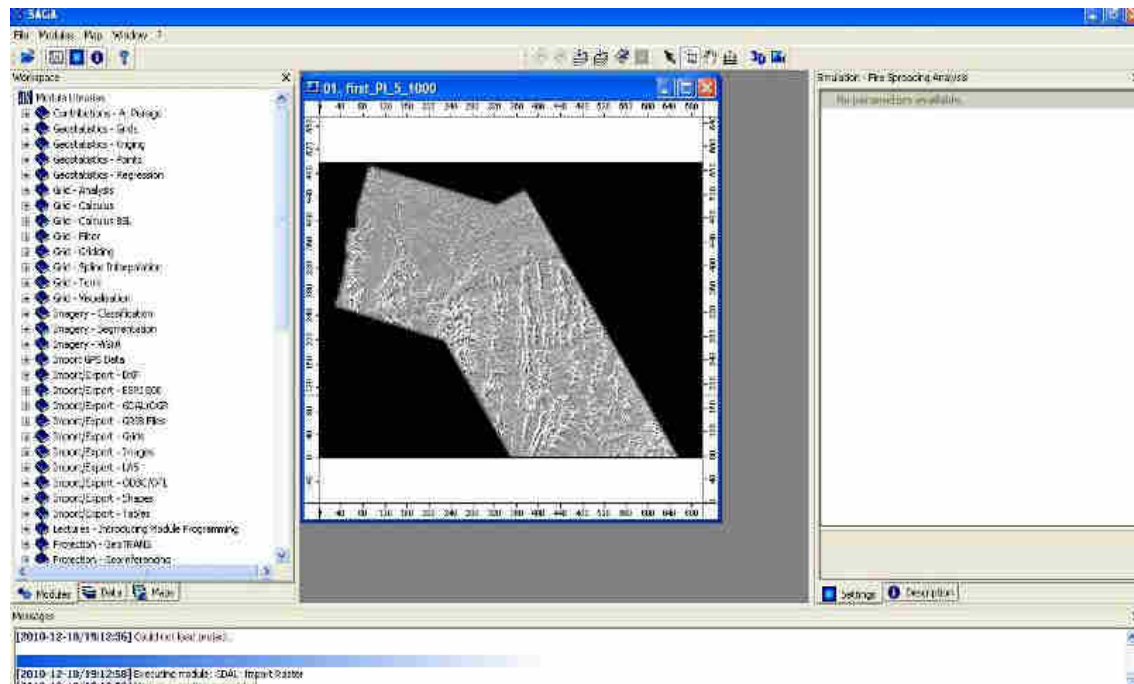 SAGA
File Modules Map Window ?
Workspace
Simulation - Fire Spreading Analysis
No parameters available.
01. first_PI_5_1000
Module Libraries
Contributions - A. Perego
Geostatistics - Grids
Geostatistics - Kriging
Geostatistics - Points
Geostatistics - Regression
Grid - Analysis
Grid - Calculus
Grid - Calculus BSL
Grid - Filter
Grid - Gridding
Grid - Spline Interpolation
Grid - Tools
Grid - Visualisation
Imagery - Classification
Imagery - Segmentation
Imagery - ViGrA
Import GPS Data
Import/Export - DXF
Import/Export - ESRI E00
Import/Export - GDAL/OGR
Import/Export - GRIB Files
Import/Export - Grids
Import/Export - Images
Import/Export - LAS
Import/Export - ODBC/OTL
Import/Export - Shapes
Import/Export - Tables
Lectures - Introducing Module Programming
Projection - GeoTRANS
Projection - Georeferencing
Modules Data Maps
Settings Description
Messages
[2010-12-18/19:12:56] Could not load project.
[2010-12-18/19:12:58] Executing module: GDAL: Import Raster